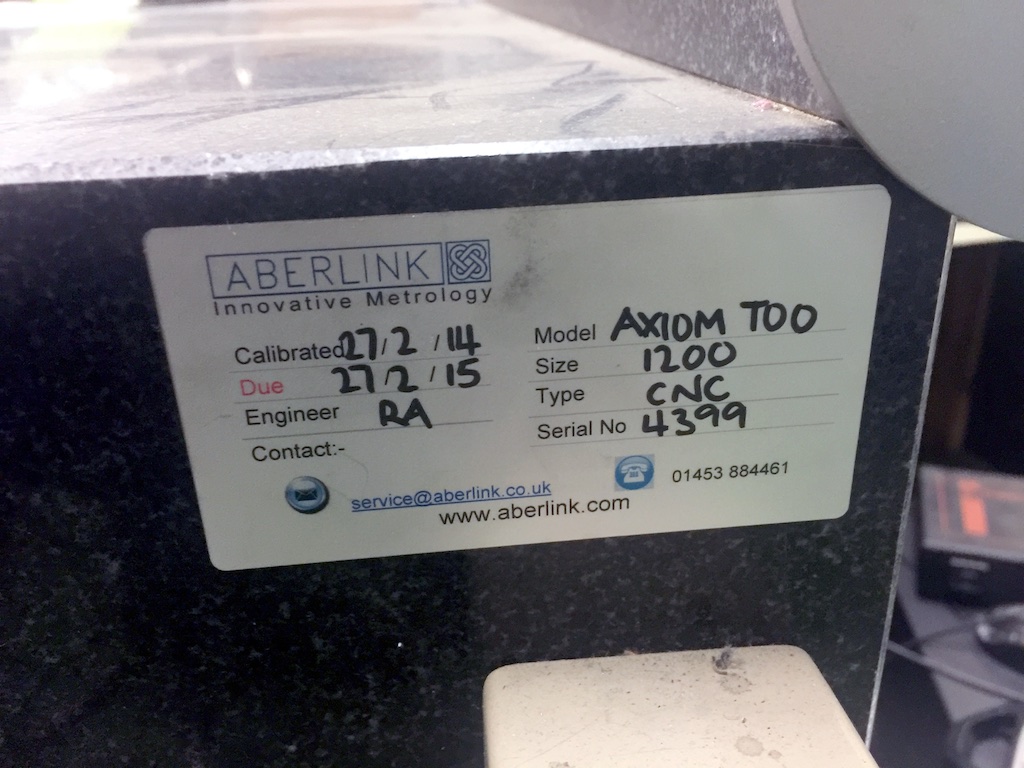 ABERLINK
Innovative Metrology
Calibrated 27/2/14
Due 27/2/15
Engineer RA
Contact:-
Model AXIOM TOO
Size 1200
Type CNC
Serial No 4399
service@aberlink.co.uk
01453 884461
www.aberlink.com